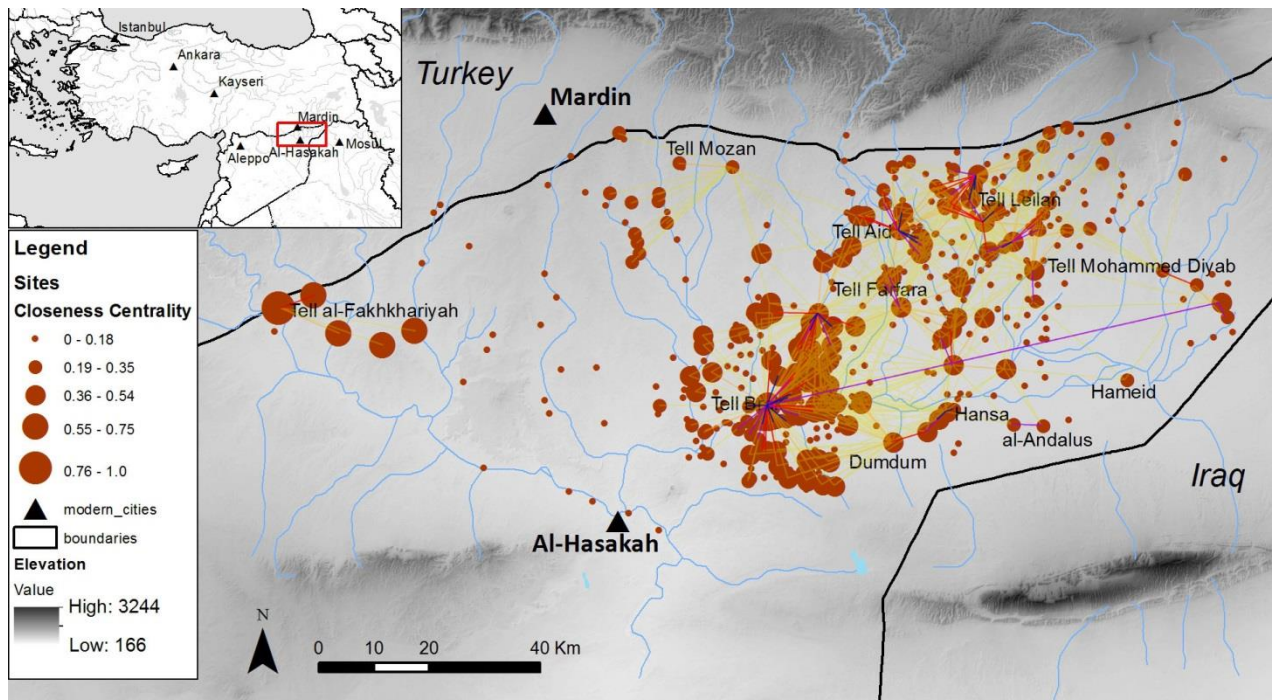 Istanbul
Ankara
Kayseri
Mardin
Al-Hasakah
Mosul
Aleppo
Turkey
Mardin
Tell Mozan
Tell Leilan
Tell Aid
Tell Mohammed Diyab
Tell Farfara
Tell al-Fakhkhariyah
Hameid
Tell Br
Hansa
al-Andalus
Dumdum
Iraq
Al-Hasakah
Legend
Sites
Closeness Centrality
0 - 0.18
0.19 - 0.35
0.36 - 0.54
0.55 - 0.75
0.76 - 1.0
modern_cities
boundaries
Elevation
Value
High: 3244
Low: 166
N
0 10 20 40 Km